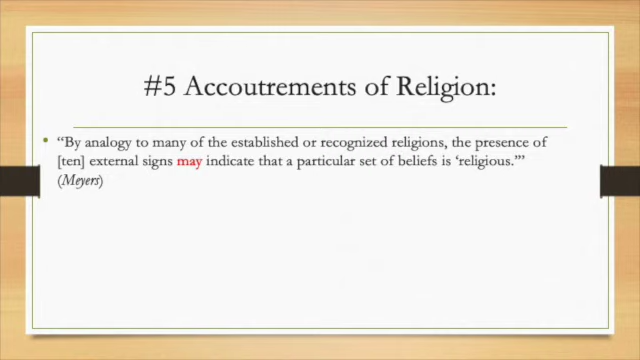 #5 Accoutrements of Religion:
• “By analogy to many of the established or recognized religions, the presence of
[ten] external signs may indicate that a particular set of beliefs is ‘religious.’”
(Meyers)